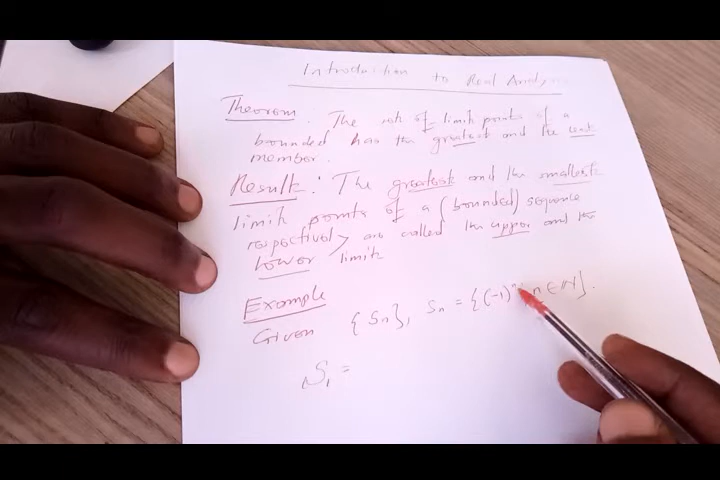 Introduction to Real Analysis
Theorem. The set of limit points of a
bounded has the greatest and the least
member.
Result: The greatest and the smallest
limit points of a (bounded) sequence
respectively are called the upper and the
Lower limit
Example
Given {Sn}, Sn = {(-1)ⁿ, n ∈ N}.
S₁ =